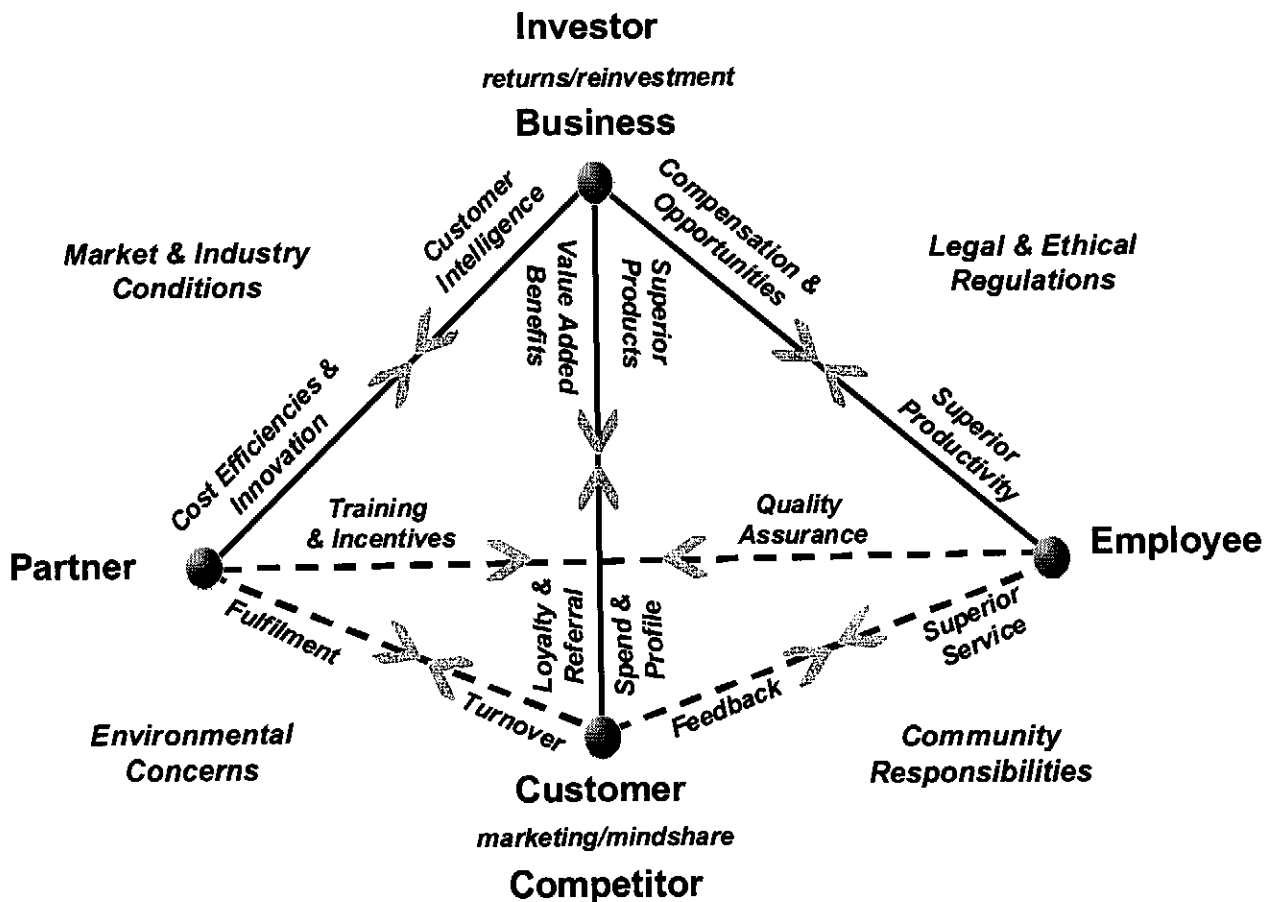 Investor
returns/reinvestment
Business
Customer
Intelligence
Compensation &
Opportunities
Market & Industry
Conditions
Value Added
Benefits
Superior
Products
Legal & Ethical
Regulations
Cost Efficiencies &
Innovation
Superior
Productivity
Training
& Incentives
Quality
Assurance
Partner
Employee
Fulfilment
Turnover
Loyalty &
Referral
Spend &
Profile
Feedback
Superior
Service
Environmental
Concerns
Community
Responsibilities
Customer
marketing/mindshare
Competitor